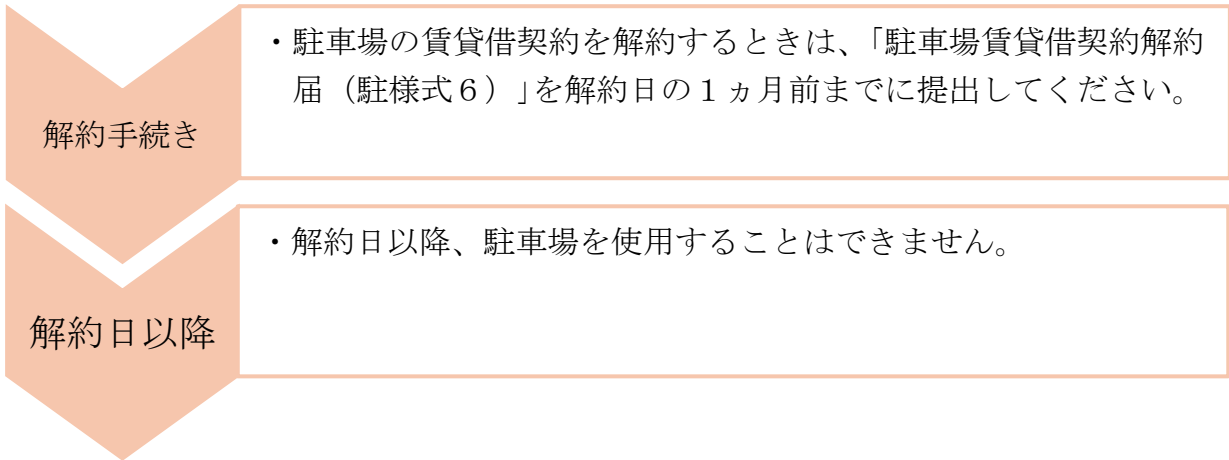 解約手続き
・駐車場の賃貸借契約を解約するときは、「駐車場賃貸借契約解約
届（駐様式６）」を解約日の１ヵ月前までに提出してください。
解約日以降
・解約日以降、駐車場を使用することはできません。